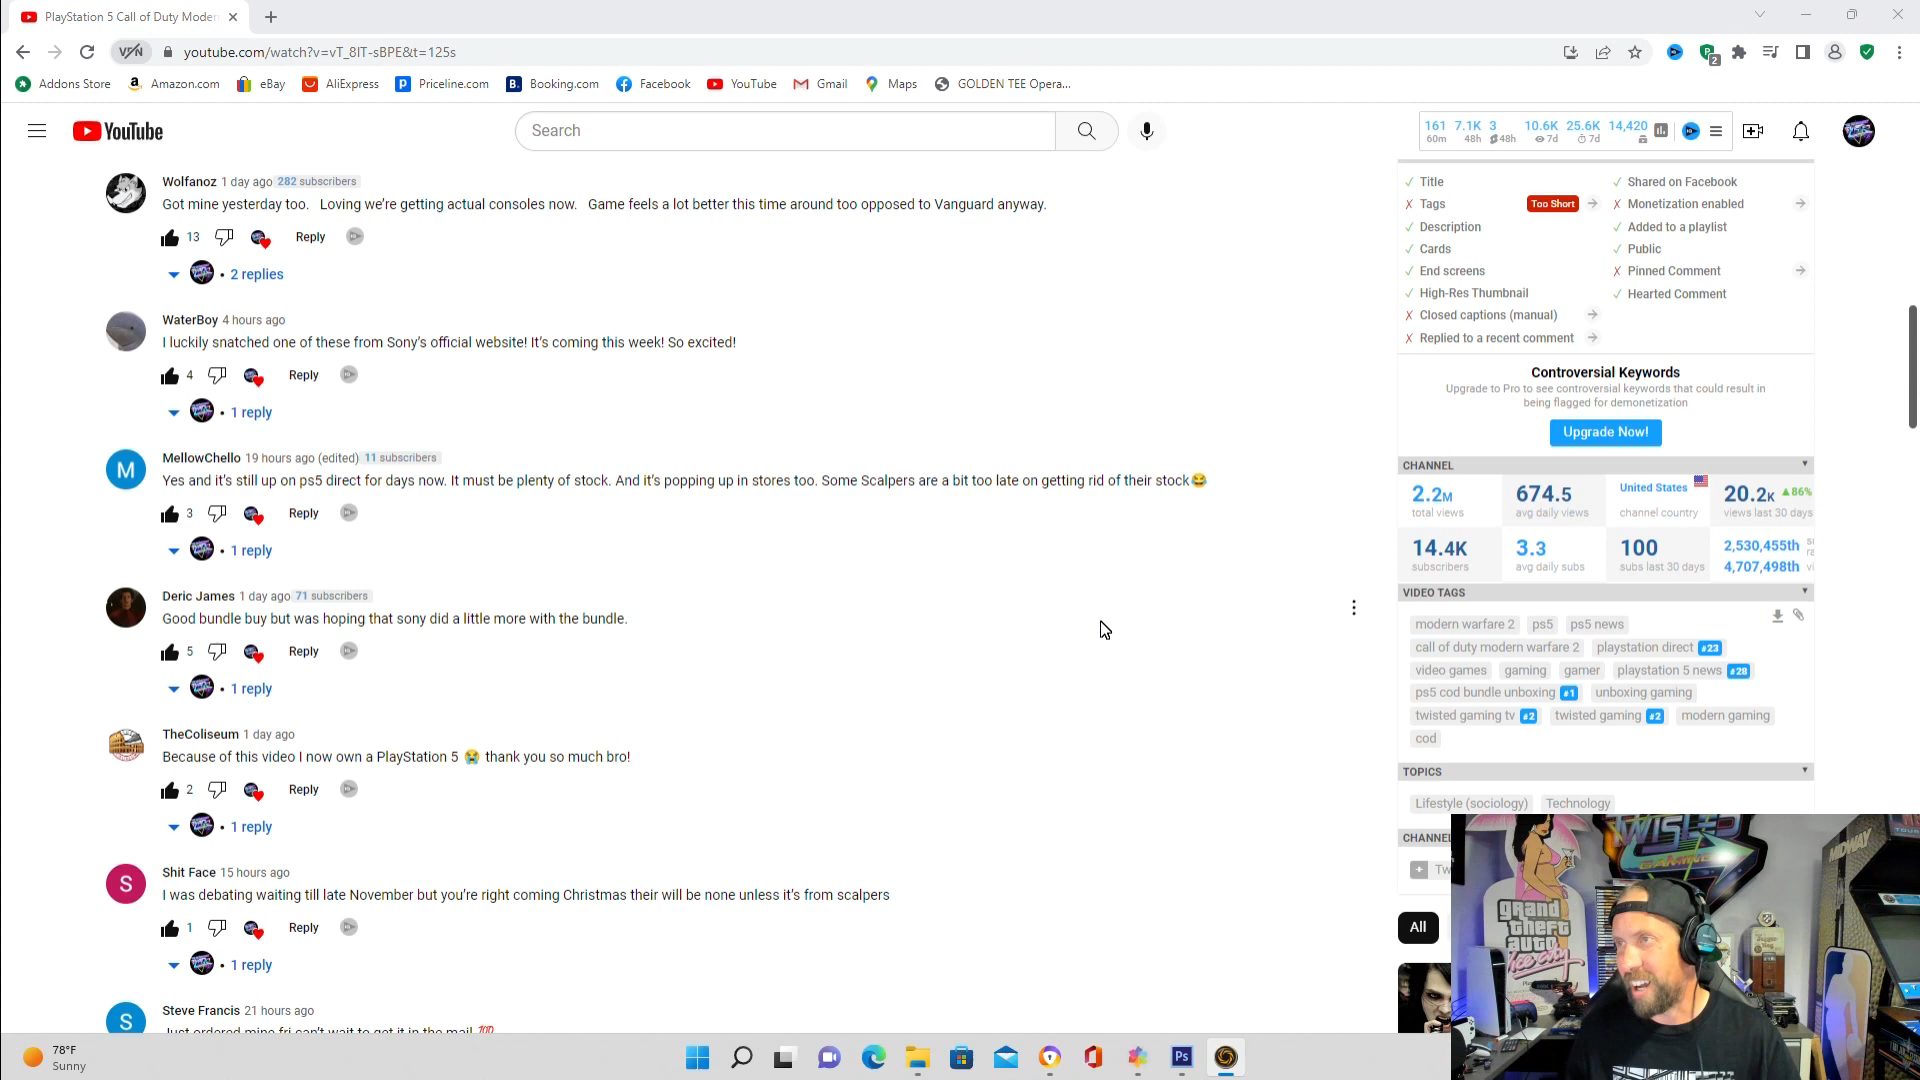 PlayStation 5 Call of Duty Moder
VPN
youtube.com/watch?v=vT_8IT-sBPE&t=125s
2
Addons Store
Amazon.com
eBay
AliExpress
Priceline.com
Booking.com
Facebook
YouTube
Gmail
Maps
GOLDEN TEE Opera...
YouTube
Search
161 7.1K 3 10.6K 25.6K 14,420
60m 48h 48h 7d 7d
Wolfanoz 1 day ago 282 subscribers
Got mine yesterday too. Loving we're getting actual consoles now. Game feels a lot better this time around too opposed to Vanguard anyway.
13 Reply
• 2 replies
WaterBoy 4 hours ago
I luckily snatched one of these from Sony's official website! It's coming this week! So excited!
4 Reply
• 1 reply
M
MellowChello 19 hours ago (edited) 11 subscribers
Yes and it's still up on ps5 direct for days now. It must be plenty of stock. And it's popping up in stores too. Some Scalpers are a bit too late on getting rid of their stock😂
3 Reply
• 1 reply
Deric James 1 day ago 71 subscribers
Good bundle buy but was hoping that sony did a little more with the bundle.
5 Reply
• 1 reply
TheColiseum 1 day ago
Because of this video I now own a PlayStation 5 😭 thank you so much bro!
2 Reply
• 1 reply
S
Shit Face 15 hours ago
I was debating waiting till late November but you're right coming Christmas their will be none unless it's from scalpers
1 Reply
• 1 reply
S
Steve Francis 21 hours ago
Just ordered mine fri can't wait to get it in the mail 💯
✓ Title
✗ Tags Too Short
✓ Description
✓ Cards
✓ End screens
✓ High-Res Thumbnail
✗ Closed captions (manual)
✗ Replied to a recent comment
✓ Shared on Facebook
✗ Monetization enabled
✓ Added to a playlist
✓ Public
✗ Pinned Comment
✓ Hearted Comment
Controversial Keywords
Upgrade to Pro to see controversial keywords that could result in
being flagged for demonetization
Upgrade Now!
CHANNEL
2.2M
total views
674.5
avg daily views
United States
channel country
20.2K ▲86%
views last 30 days
14.4K
subscribers
3.3
avg daily subs
100
subs last 30 days
2,530,455th
4,707,498th
VIDEO TAGS
modern warfare 2 ps5 ps5 news
call of duty modern warfare 2 playstation direct #23
video games gaming gamer playstation 5 news #28
ps5 cod bundle unboxing #1 unboxing gaming
twisted gaming tv #2 twisted gaming #2 modern gaming
cod
TOPICS
Lifestyle (sociology) Technology
CHANNEL
+ Tw
All
TWISTED
GAMING
MIDWAY
grand
theft
auto
Vice City
78°F
Sunny
Ps